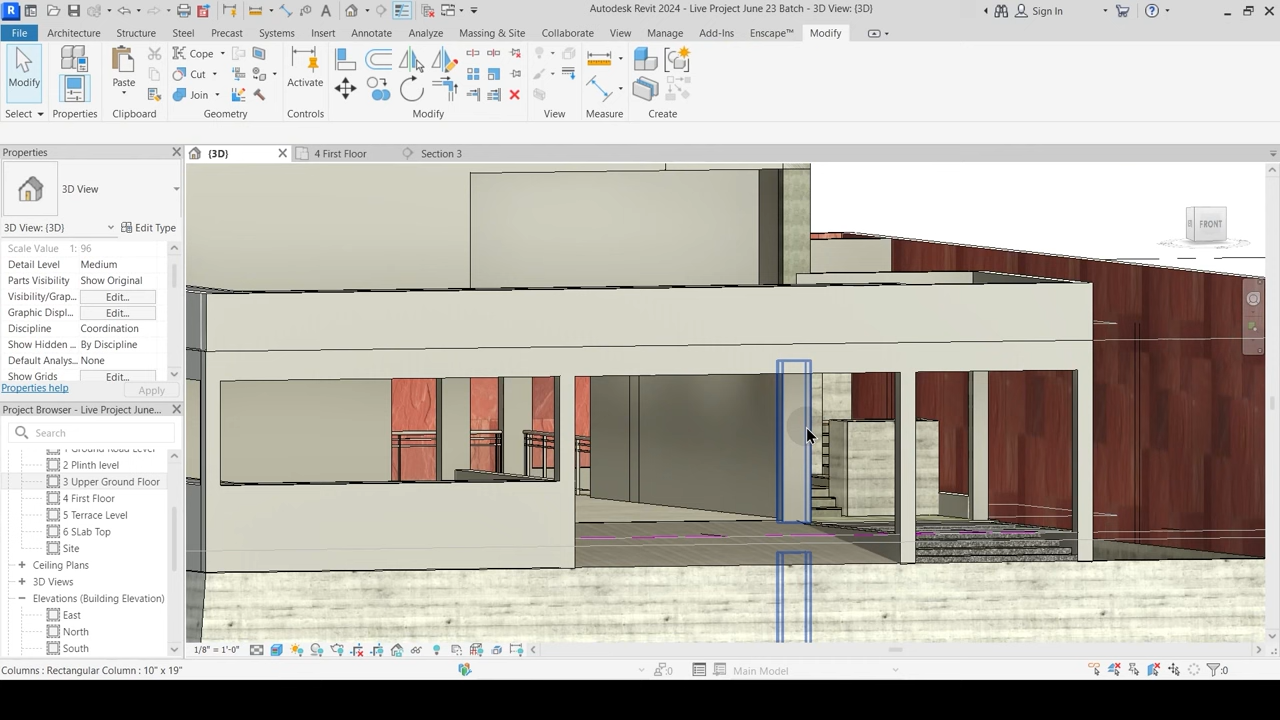 Autodesk Revit 2024 - Live Project June 23 Batch - 3D View: {3D}
Sign In
File Architecture Structure Steel Precast Systems Insert Annotate Analyze Massing & Site Collaborate View Manage Add-Ins Enscape™ Modify
Modify
Paste
Cope
Cut
Join
Activate
Select Properties Clipboard Geometry Controls Modify View Measure Create
Properties
{3D} 4 First Floor Section 3
3D View
3D View: {3D} Edit Type
Scale Value 1: 96
Detail Level Medium
Parts Visibility Show Original
Visibility/Grap... Edit...
Graphic Displ... Edit...
Discipline Coordination
Show Hidden ... By Discipline
Default Analys... None
Show Grids Edit...
Properties help Apply
FRONT
Project Browser - Live Project June...
Search
1 Ground Road Level
2 Plinth level
3 Upper Ground Floor
4 First Floor
5 Terrace Level
6 SLab Top
Site
Ceiling Plans
3D Views
Elevations (Building Elevation)
East
North
South
1/8" = 1'-0"
Columns : Rectangular Column : 10" x 19"
:0
Main Model
:0